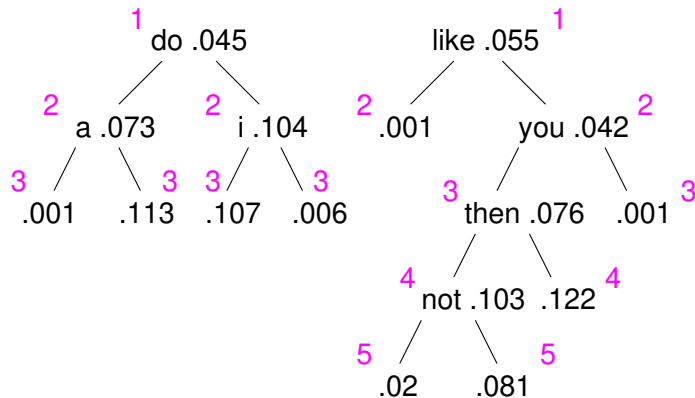 1 do .045 like .055 1
2 a .073 2 i .104 2 .001 you .042 2
3 .001 .113 3 3 .107 .006 3 3 then .076 .001 3
4 not .103 .122 4
5 .02 .081 5